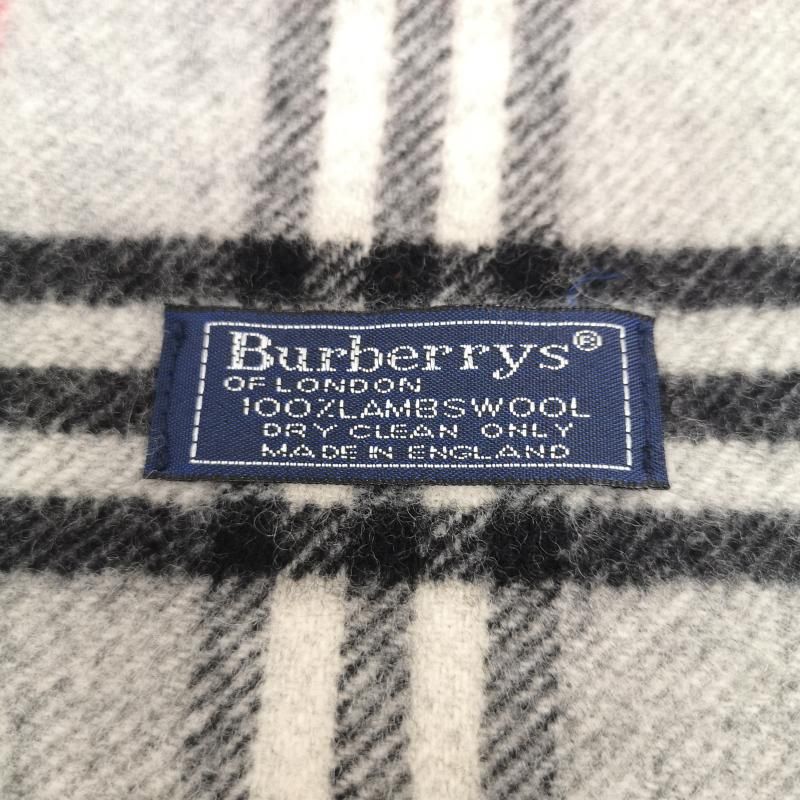 Burberrys®
OF LONDON
100%LAMBSWOOL
DRY CLEAN ONLY
MADE IN ENGLAND